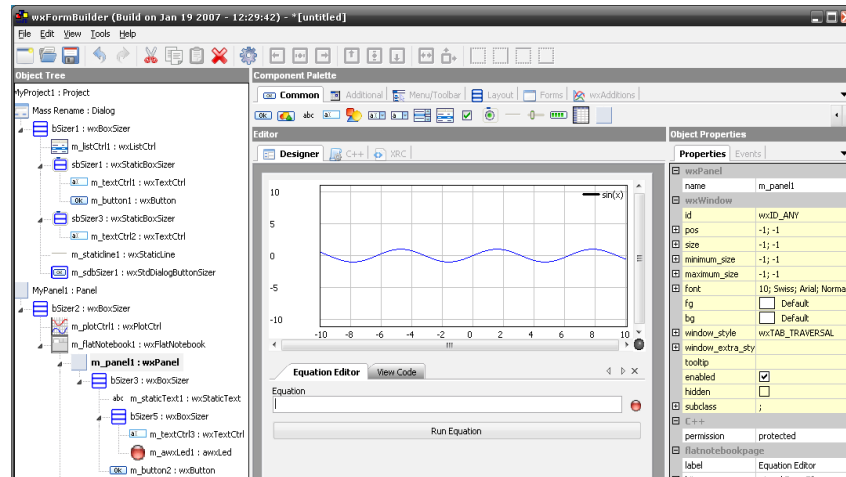 wxFormBuilder (Build on Jan 19 2007 - 12:29:42) - *[untitled]
File Edit View Tools Help
Object Tree
MyProject1 : Project
Mass Rename : Dialog
bSizer1 : wxBoxSizer
m_listCtrl1 : wxListCtrl
sbSizer1 : wxStaticBoxSizer
m_textCtrl1 : wxTextCtrl
m_button1 : wxButton
sbSizer3 : wxStaticBoxSizer
m_textCtrl2 : wxTextCtrl
m_staticline1 : wxStaticLine
m_sdbSizer1 : wxStdDialogButtonSizer
MyPanel1 : Panel
bSizer2 : wxBoxSizer
m_plotCtrl1 : wxPlotCtrl
m_flatNotebook1 : wxFlatNotebook
m_panel1 : wxPanel
bSizer3 : wxBoxSizer
abc m_staticText1 : wxStaticText
bSizer5 : wxBoxSizer
m_textCtrl3 : wxTextCtrl
m_awxLed1 : awxLed
Ok m_button2 : wxButton
Component Palette
Common Additional Menu/Toolbar Layout Forms wxAdditions
Ok abc
Editor
Designer C++ XRC
sin(x)
10
5
0
-5
-10
-10 -8 -6 -4 -2 0 2 4 6 8 10
Equation Editor View Code
Equation
Run Equation
Object Properties
Properties Events
wxPanel
name m_panel1
wxWindow
id wxID_ANY
pos -1; -1
size -1; -1
minimum_size -1; -1
maximum_size -1; -1
font 10; Swiss; Arial; Norma
fg Default
bg Default
window_style wxTAB_TRAVERSAL
window_extra_sty
tooltip
enabled
hidden
subclass ;
C++
permission protected
flatnotebookpage
label Equation Editor